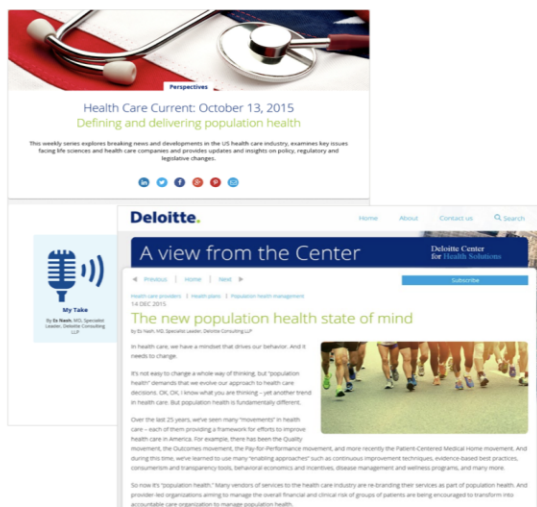 Perspectives
Health Care Current: October 13, 2015
Defining and delivering population health
This weekly series explores breaking news and developments in the US health care industry, examines key issues
facing life sciences and health care companies and provides updates and insights on policy, regulatory and
legislative changes.
My Take
By Es Nash, MD, Specialist
Leader, Deloitte Consulting
LLP
Deloitte.
Home About Contact us Search
A view from the Center
Deloitte Center
for Health Solutions
Previous | Home | Next
Subscribe
Health care providers | Health plans | Population health management
14 DEC 2015
The new population health state of mind
by Es Nash, MD, Specialist Leader, Deloitte Consulting LLP
In health care, we have a mindset that drives our behavior. And it
needs to change.
It's not easy to change a whole way of thinking, but "population
health" demands that we evolve our approach to health care
decisions. OK, OK, I know what you are thinking – yet another trend
in health care. But population health is fundamentally different.
Over the last 25 years, we've seen many "movements" in health
care – each of them providing a framework for efforts to improve
health care in America. For example, there has been the Quality
movement, the Outcomes movement, the Pay-for-Performance movement, and more recently the Patient-Centered Medical Home movement. And
during this time, we've learned to use many "enabling approaches" such as continuous improvement techniques, evidence-based best practices,
consumertism and transparency tools, behavioral economics and incentives, disease management and wellness programs, and many more.
So now it's "population health." Many vendors of services to the health care industry are re-branding their services as part of population health. And
provider led organizations aiming to manage the overall financial and clinical risk of groups of patients are being encouraged to transform into
accountable care organization to manage population health.